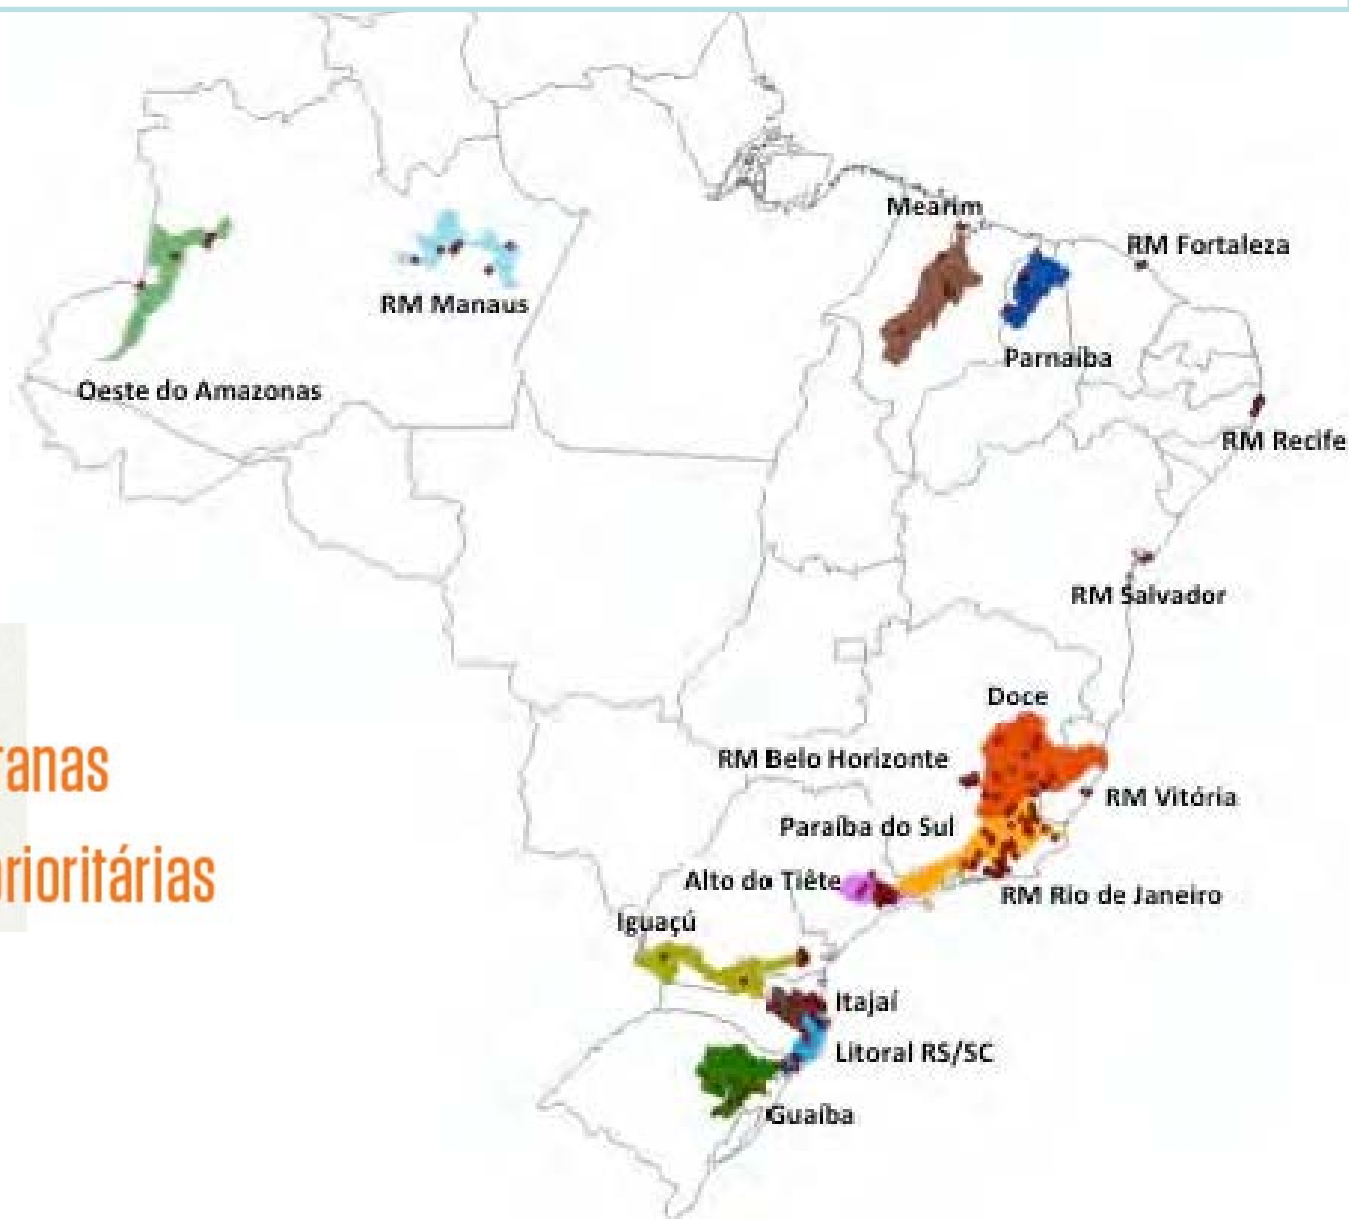 Mearim
RM Fortaleza
RM Manaus
Parnaíba
Oeste do Amazonas
RM Recife
RM Salvador
Doce
RM Belo Horizonte
RM Vitória
Paraíba do Sul
Alto do Tiête
RM Rio de Janeiro
Iguaçú
Itajaí
Litoral RS/SC
Guaíba
ranas
prioritárias